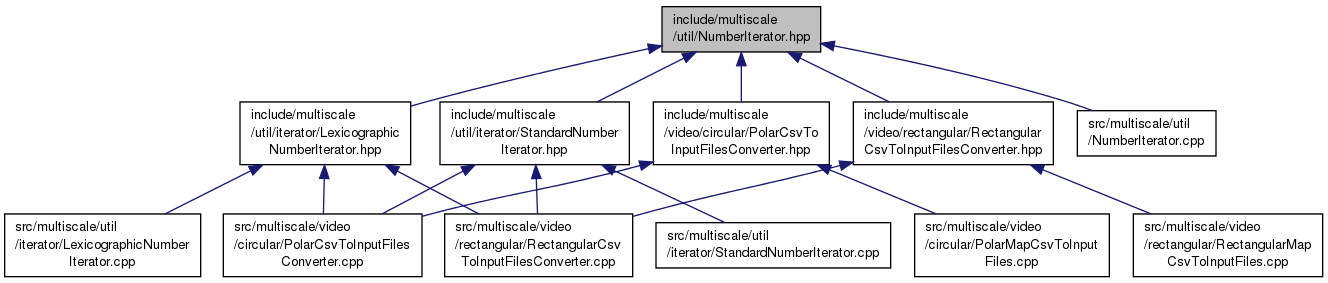 include/multiscale
/util/NumberIterator.hpp
include/multiscale
/util/iterator/Lexicographic
NumberIterator.hpp
include/multiscale
/util/iterator/StandardNumber
Iterator.hpp
include/multiscale
/video/circular/PolarCsvTo
InputFilesConverter.hpp
include/multiscale
/video/rectangular/Rectangular
CsvToInputFilesConverter.hpp
src/multiscale/util
/NumberIterator.cpp
src/multiscale/util
/iterator/LexicographicNumber
Iterator.cpp
src/multiscale/video
/circular/PolarCsvToInputFiles
Converter.cpp
src/multiscale/video
/rectangular/RectangularCsv
ToInputFilesConverter.cpp
src/multiscale/util
/iterator/StandardNumberIterator.cpp
src/multiscale/video
/circular/PolarMapCsvToInput
Files.cpp
src/multiscale/video
/rectangular/RectangularMap
CsvToInputFiles.cpp